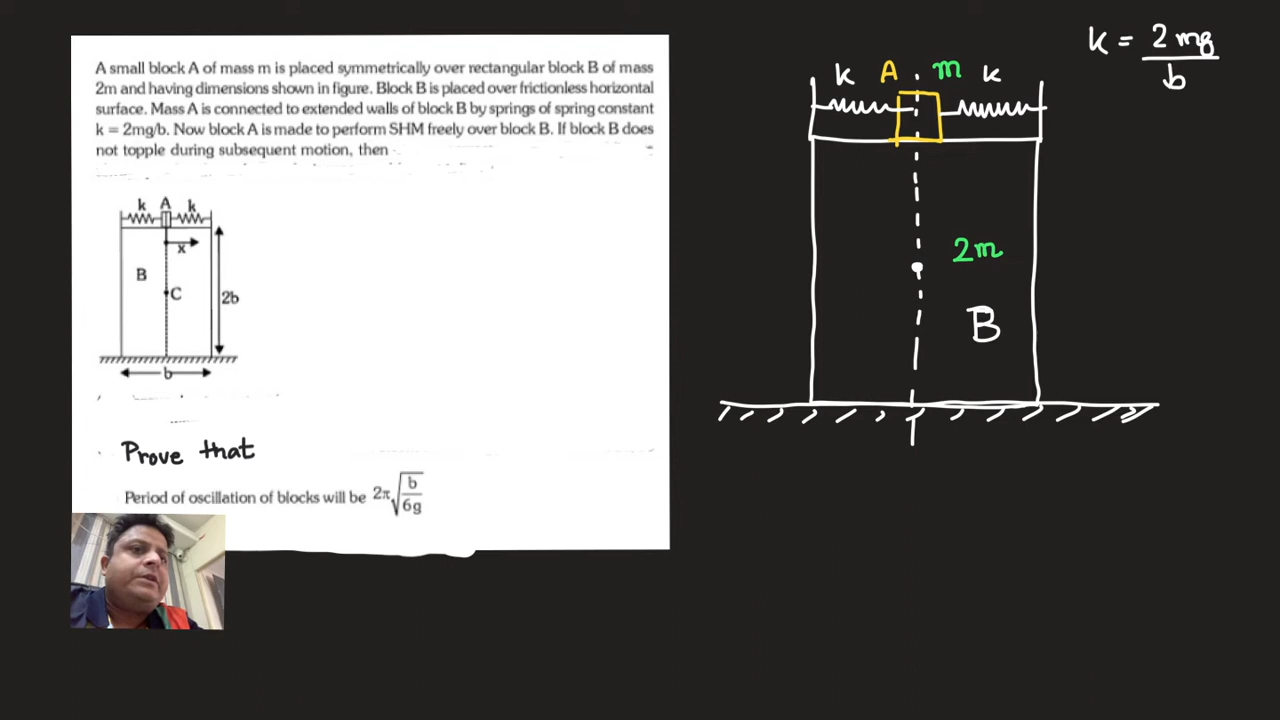 A small block A of mass m is placed symmetrically over rectangular block B of mass
2m and having dimensions shown in figure. Block B is placed over frictionless horizontal
surface. Mass A is connected to extended walls of block B by springs of spring constant
k = 2mg/b. Now block A is made to perform SHM freely over block B. If block B does
not topple during subsequent motion, then
k A k
x
B
C
2b
b
Prove that
Period of oscillation of blocks will be 2π√(b/6g)
k A m k
k = 2mg/b
2m
B